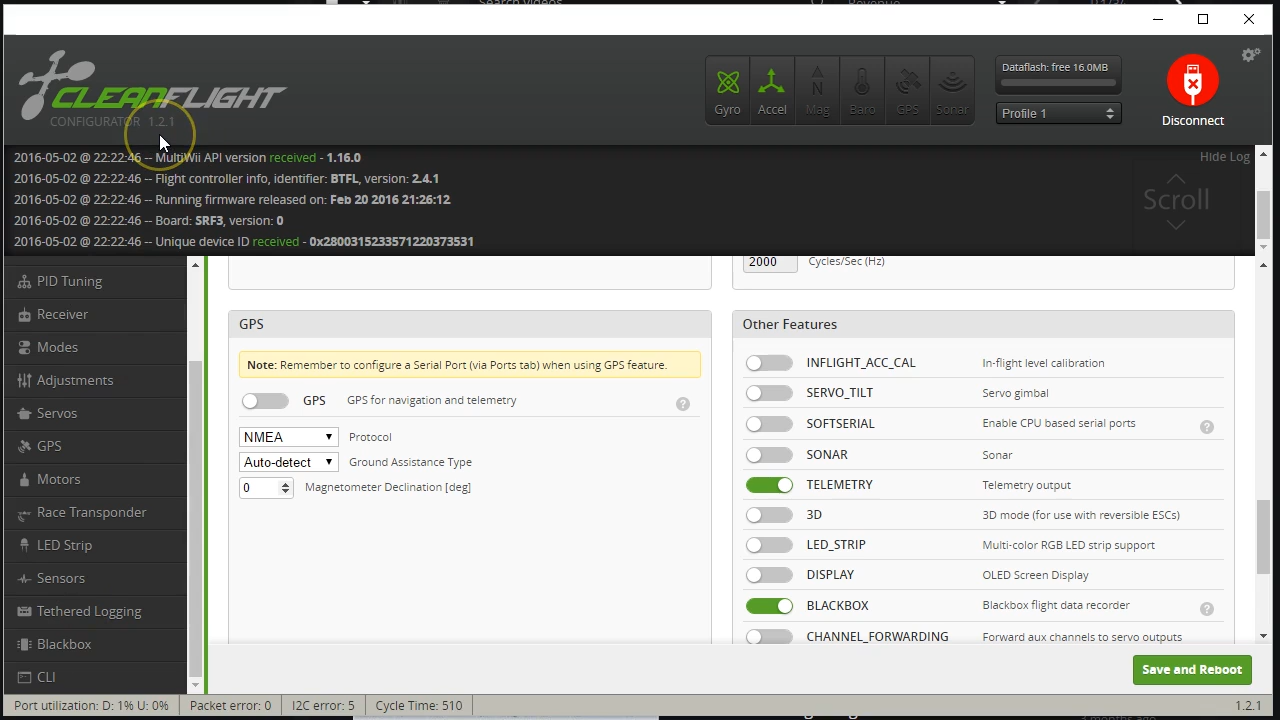 Search videos
Revenue
CLEANFLIGHT
CONFIGURATOR 1.2.1
Gyro
Accel
Mag
Baro
GPS
Sonar
Dataflash: free 16.0MB
Profile 1
Disconnect
2016-05-02 @ 22:22:46 -- MultiWii API version received - 1.16.0
2016-05-02 @ 22:22:46 -- Flight controller info, identifier: BTFL, version: 2.4.1
2016-05-02 @ 22:22:46 -- Running firmware released on: Feb 20 2016 21:26:12
2016-05-02 @ 22:22:46 -- Board: SRF3, version: 0
2016-05-02 @ 22:22:46 -- Unique device ID received - 0x2800315233571220373531
Hide Log
Scroll
PID Tuning
Receiver
Modes
Adjustments
Servos
GPS
Motors
Race Transponder
LED Strip
Sensors
Tethered Logging
Blackbox
CLI
2000 Cycles/Sec (Hz)
GPS
Note: Remember to configure a Serial Port (via Ports tab) when using GPS feature.
GPS GPS for navigation and telemetry
NMEA Protocol
Auto-detect Ground Assistance Type
0 Magnetometer Declination [deg]
Other Features
INFLIGHT_ACC_CAL In-flight level calibration
SERVO_TILT Servo gimbal
SOFTSERIAL Enable CPU based serial ports
SONAR Sonar
TELEMETRY Telemetry output
3D 3D mode (for use with reversible ESCs)
LED_STRIP Multi-color RGB LED strip support
DISPLAY OLED Screen Display
BLACKBOX Blackbox flight data recorder
CHANNEL_FORWARDING Forward aux channels to servo outputs
Save and Reboot
Port utilization: D: 1% U: 0%
Packet error: 0
I2C error: 5
Cycle Time: 510
1.2.1